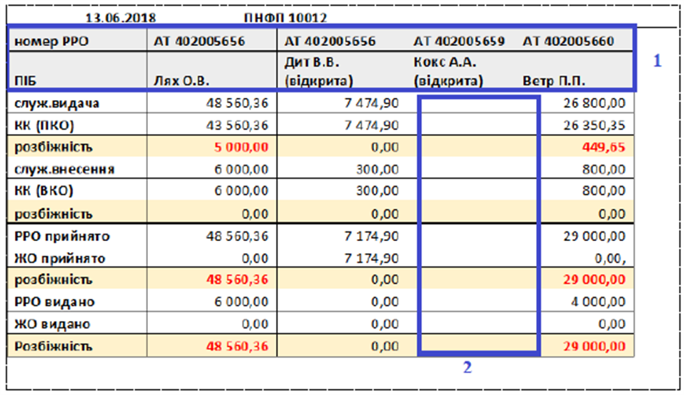 13.06.2018 ПНФП 10012
номер РРО АТ 402005656 АТ 402005656 АТ 402005659 АТ 402005660
1
ПІБ Лях О.В. Дит В.В. (відкрита) Кокс А.А. (відкрита) Ветр П.П.
служ.видача 48 560,36 7 474,90 26 800,00
КК (ПКО) 43 560,36 7 474,90 26 350,35
розбіжність 5 000,00 0,00 449,65
служ.внесення 6 000,00 300,00 800,00
КК (ВКО) 6 000,00 300,00 800,00
розбіжність 0,00 0,00 0,00
РРО прийнято 48 560,36 7 174,90 29 000,00
ЖО прийнято 0,00 7 174,90 0,00,
розбіжність 48 560,36 0,00 29 000,00
РРО видано 6 000,00 0,00 4 000,00
ЖО видано 0,00 0,00 0,00
Розбіжність 48 560,36 0,00 29 000,00
2